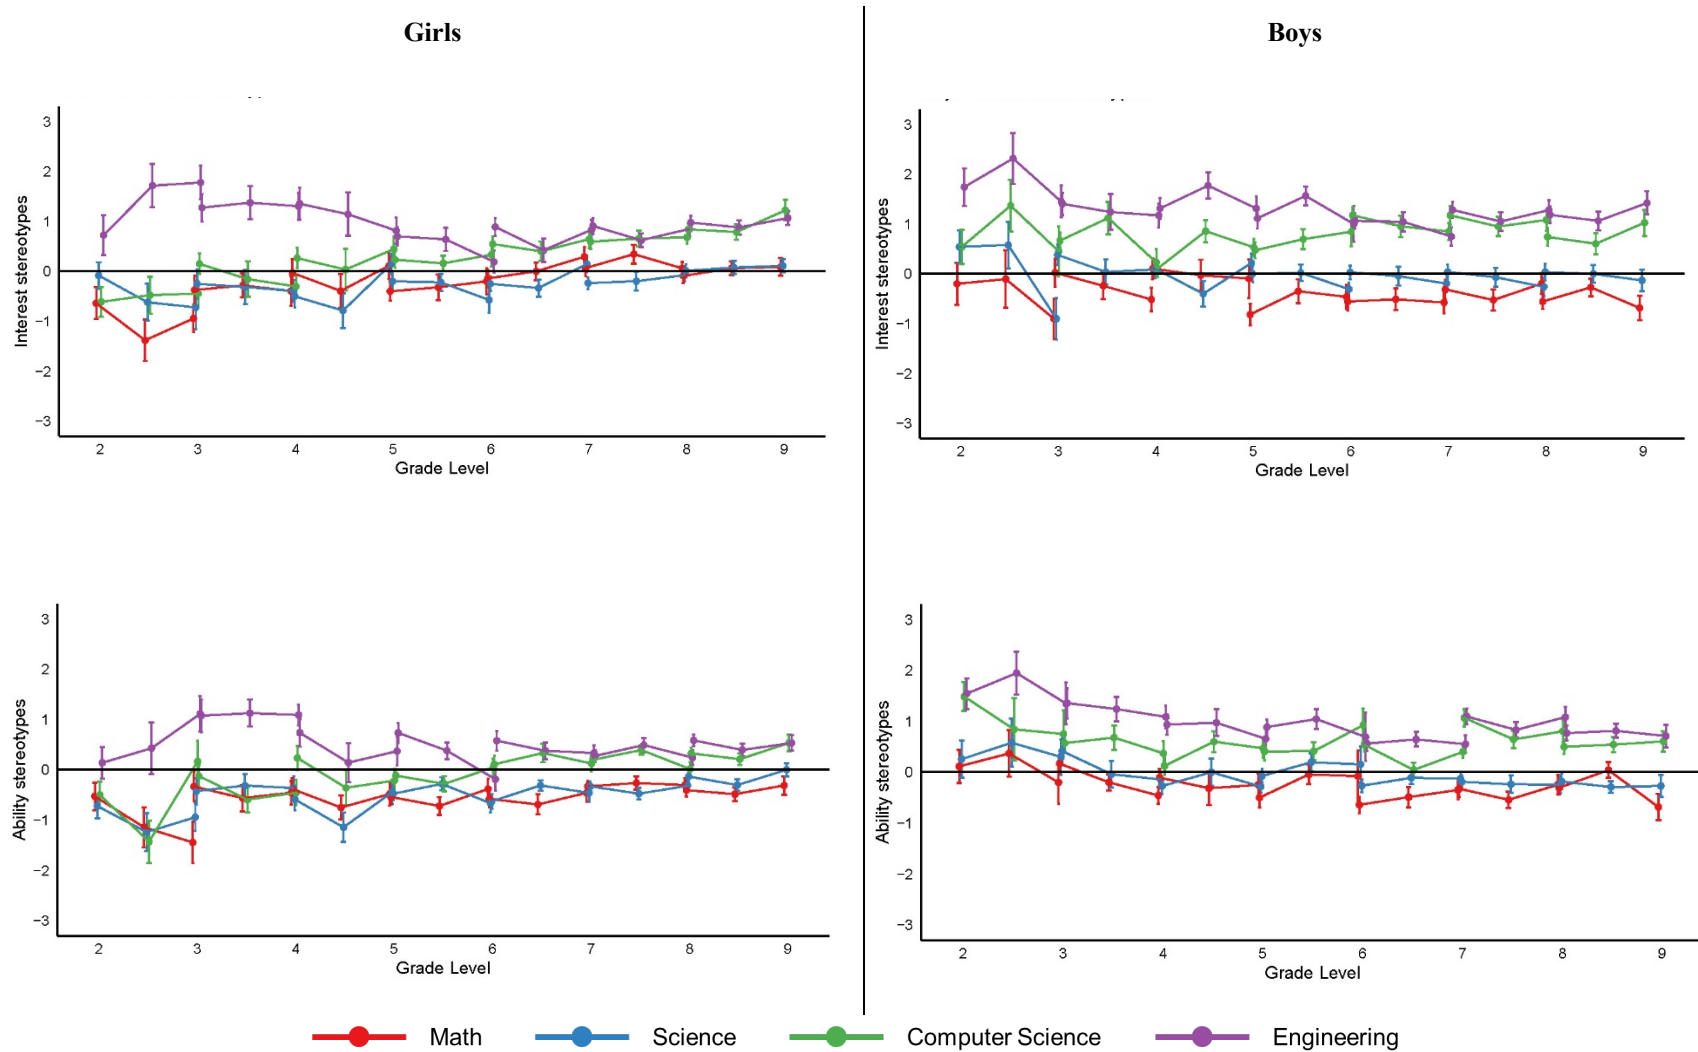 Girls
Boys
3
2
1
0
−1
−2
−3
Interest stereotypes
2 3 4 5 6 7 8 9
Grade Level
3
2
1
0
−1
−2
−3
Interest stereotypes
2 3 4 5 6 7 8 9
Grade Level
3
2
1
0
−1
−2
−3
Ability stereotypes
2 3 4 5 6 7 8 9
Grade Level
3
2
1
0
−1
−2
−3
Ability stereotypes
2 3 4 5 6 7 8 9
Grade Level
Math Science Computer Science Engineering